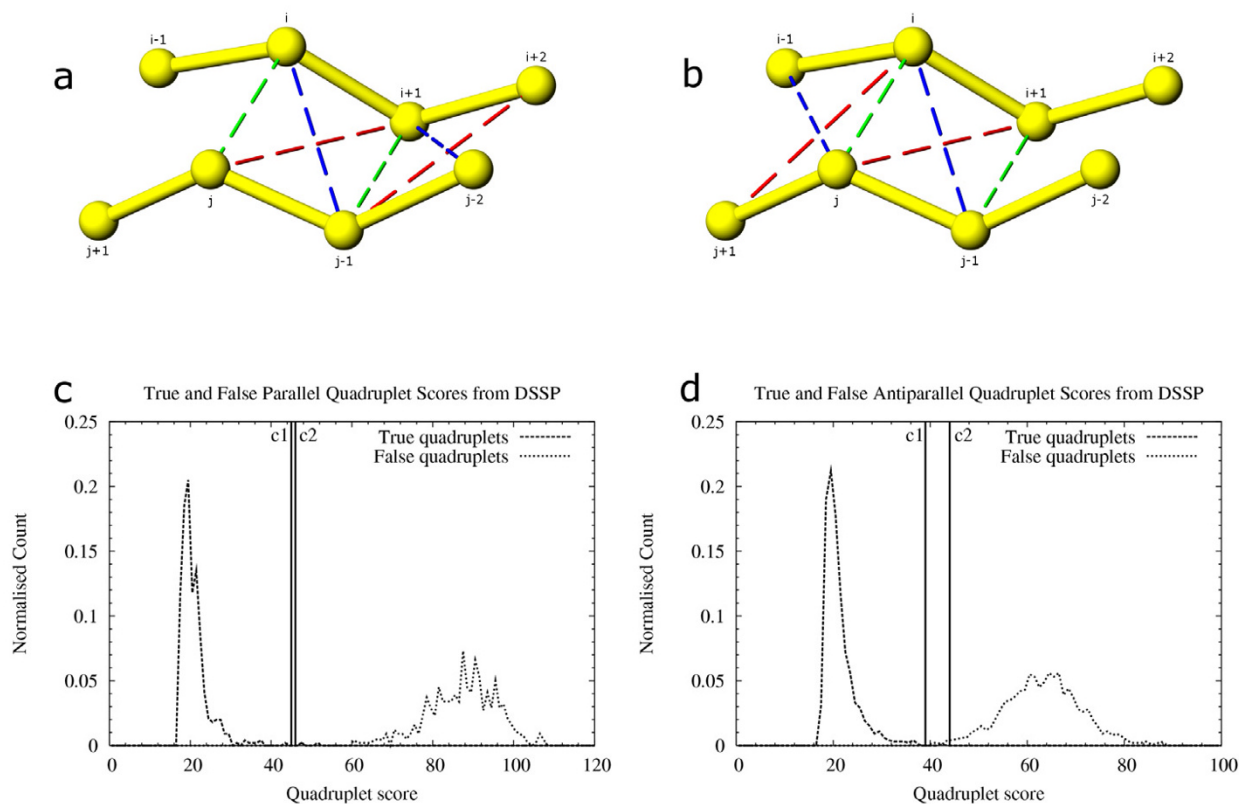 a
i-1
i
i+1
i+2
j
j+1
j-1
j-2
b
i-1
i
i+1
i+2
j
j+1
j-1
j-2
c
True and False Parallel Quadruplet Scores from DSSP
0.25
0.2
0.15
0.1
0.05
0
Normalised Count
c1
c2
True quadruplets
False quadruplets
0 20 40 60 80 100 120
Quadruplet score
d
True and False Antiparallel Quadruplet Scores from DSSP
0.25
0.2
0.15
0.1
0.05
0
Normalised Count
c1
c2
True quadruplets
False quadruplets
0 20 40 60 80 100
Quadruplet score